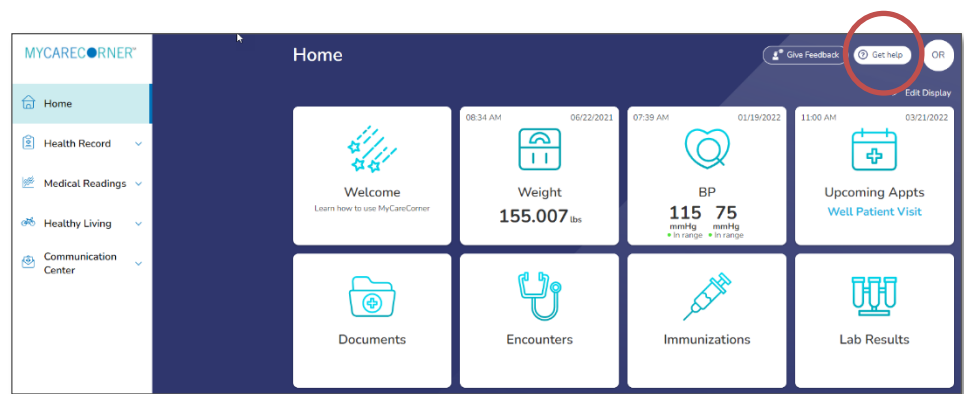 MYCARECORNER™
Home
Give Feedback
Get help
OR
Edit Display
Home
Health Record
Medical Readings
Healthy Living
Communication
Center
Welcome
Learn how to use MyCareCorner
08:34 AM 06/22/2021
Weight
155.007 lbs
07:39 AM 01/19/2022
BP
115 75
mmHg mmHg
In range In range
11:00 AM 03/21/2022
Upcoming Appts
Well Patient Visit
Documents
Encounters
Immunizations
Lab Results